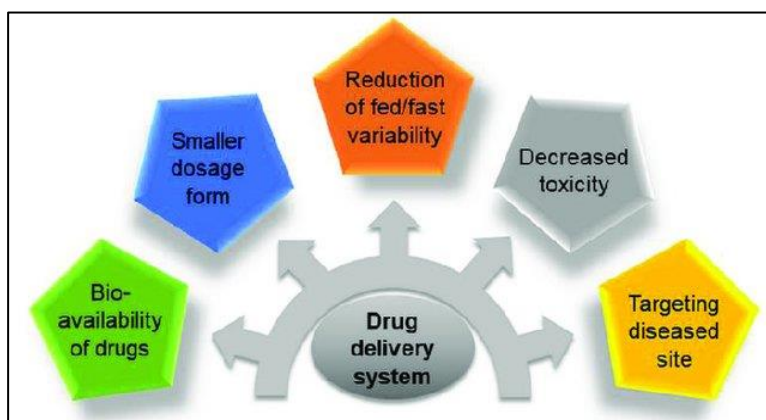 Reduction
of fed/fast
variability
Smaller
dosage
form
Decreased
toxicity
Bio-
availability
of drugs
Targeting
diseased
site
Drug
delivery
system